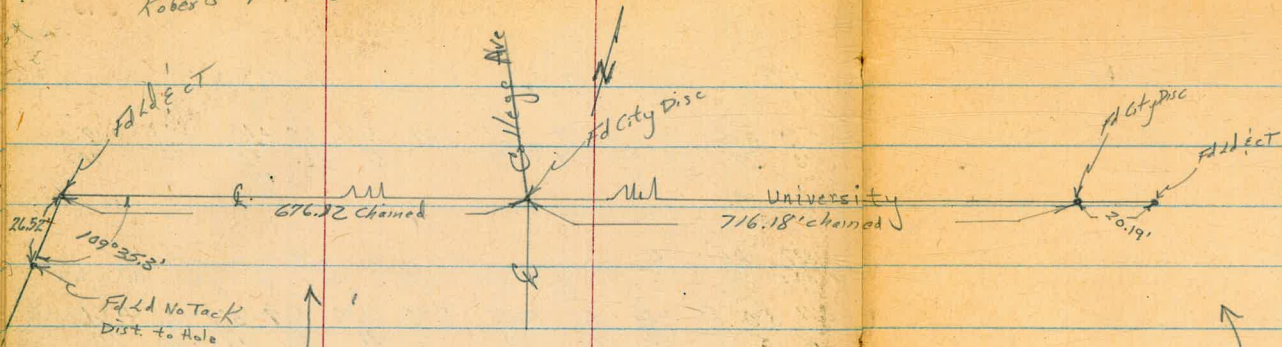 Roberts
Fd Ld & CT
College Ave
Fd City Disc
Fd City Disc
Fd Ld & CT
℄
676.82 Chained
University
716.18' chained
20.19'
26.52'
109°35.3'
℄
Fd Ld No Tack
Dist. to Hole